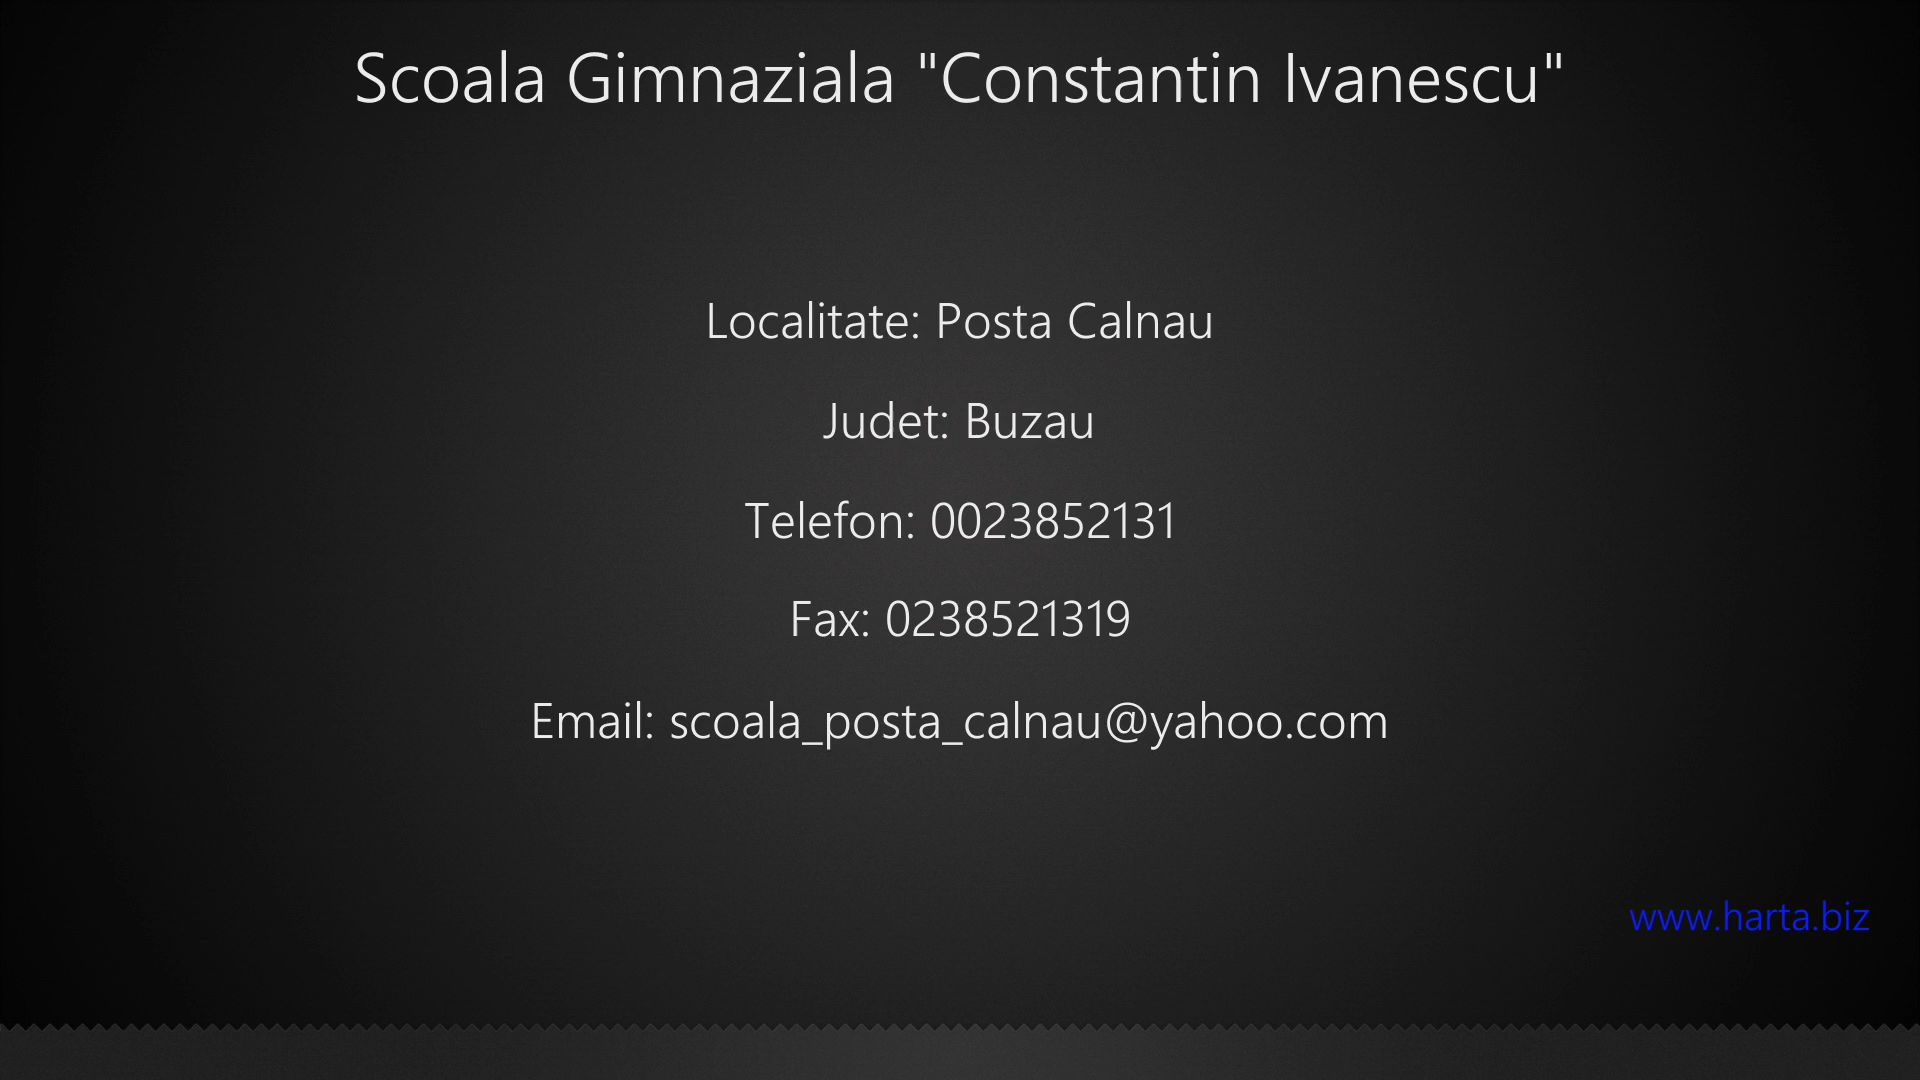 Scoala Gimnaziala "Constantin Ivanescu"
Localitate: Posta Calnau
Judet: Buzau
Telefon: 0023852131
Fax: 0238521319
Email: scoala_posta_calnau@yahoo.com
www.harta.biz